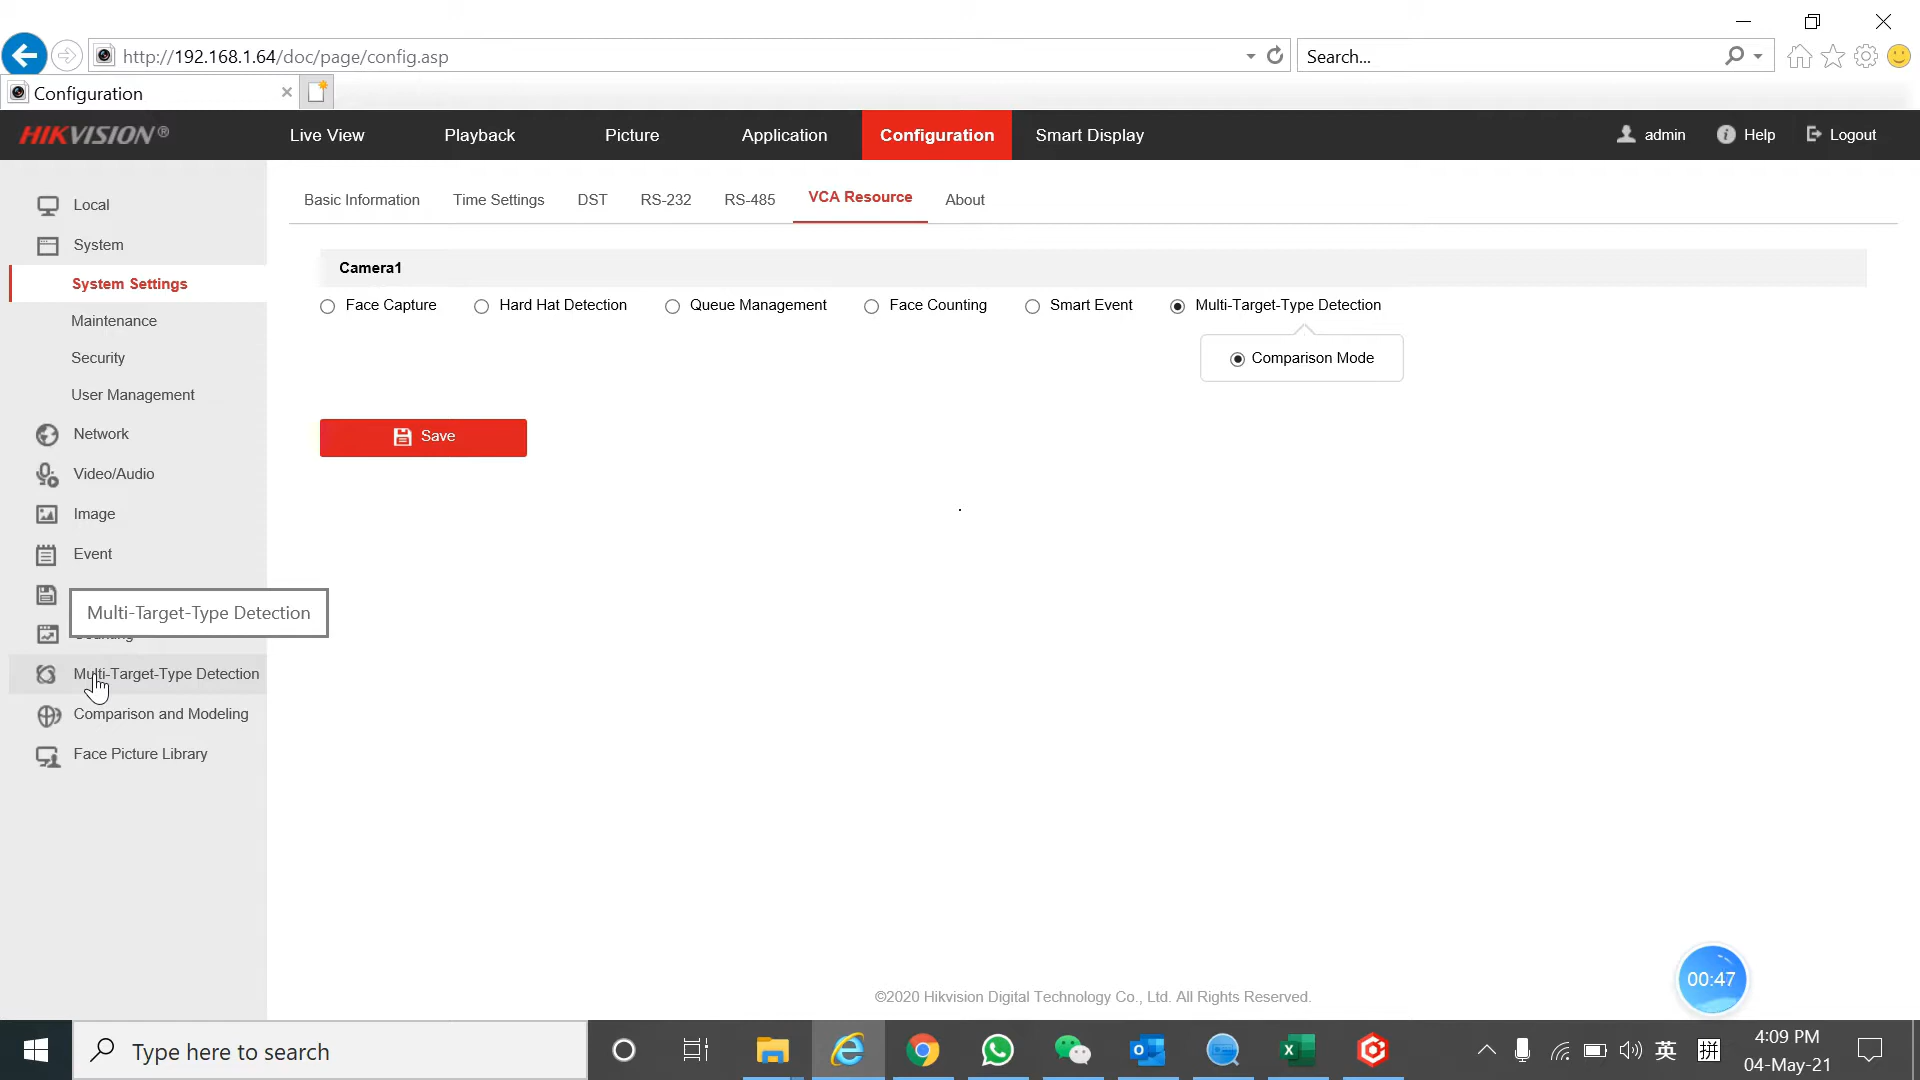 http://192.168.1.64/doc/page/config.asp
Search...
Configuration
HIKVISION®
Live View
Playback
Picture
Application
Configuration
Smart Display
admin
Help
Logout
Local
System
System Settings
Maintenance
Security
User Management
Network
Video/Audio
Image
Event
Multi-Target-Type Detection
Multi-Target-Type Detection
Comparison and Modeling
Face Picture Library
Basic Information
Time Settings
DST
RS-232
RS-485
VCA Resource
About
Camera1
Face Capture
Hard Hat Detection
Queue Management
Face Counting
Smart Event
Multi-Target-Type Detection
Comparison Mode
Save
00:47
©2020 Hikvision Digital Technology Co., Ltd. All Rights Reserved.
Type here to search
英
拼
4:09 PM
04-May-21